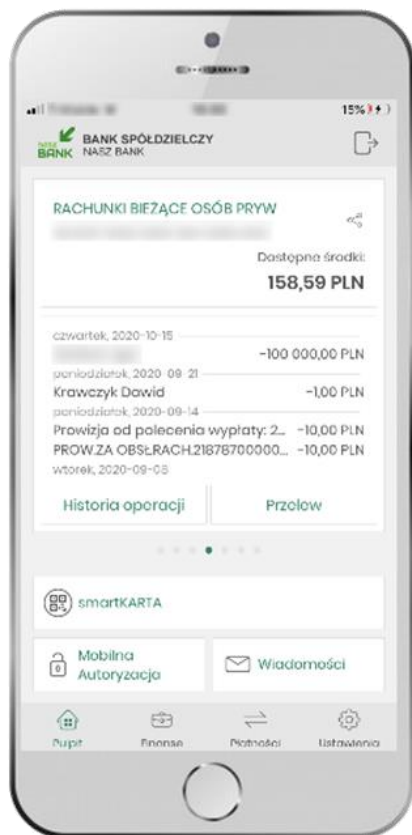 15%
NASZ BANK
BANK SPÓŁDZIELCZY
NASZ BANK
RACHUNKI BIEŻĄCE OSÓB PRYW
Dostępne środki:
158,59 PLN
czwartek, 2020-10-15
-100 000,00 PLN
poniedziałek, 2020-09-21
Krawczyk Dawid -1,00 PLN
poniedziałek, 2020-09-14
Prowizja od polecenia wypłaty: 2... -10,00 PLN
PROW.ZA OBSŁ.RACH.21878700000... -10,00 PLN
wtorek, 2020-09-08
Historia operacji Przelew
smartKARTA
Mobilna
Autoryzacja
Wiadomości
Pulpit Finanse Płatności Ustawienia